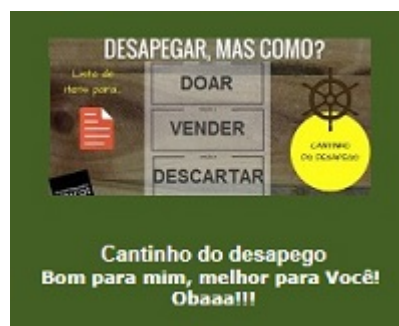 DESAPEGAR, MAS COMO?
Lista de
itens para...
DOAR
VENDER
DESCARTAR
CANTINHO
DO DESAPEGO
Cantinho do desapego
Bom para mim, melhor para Você!
Obaaa!!!